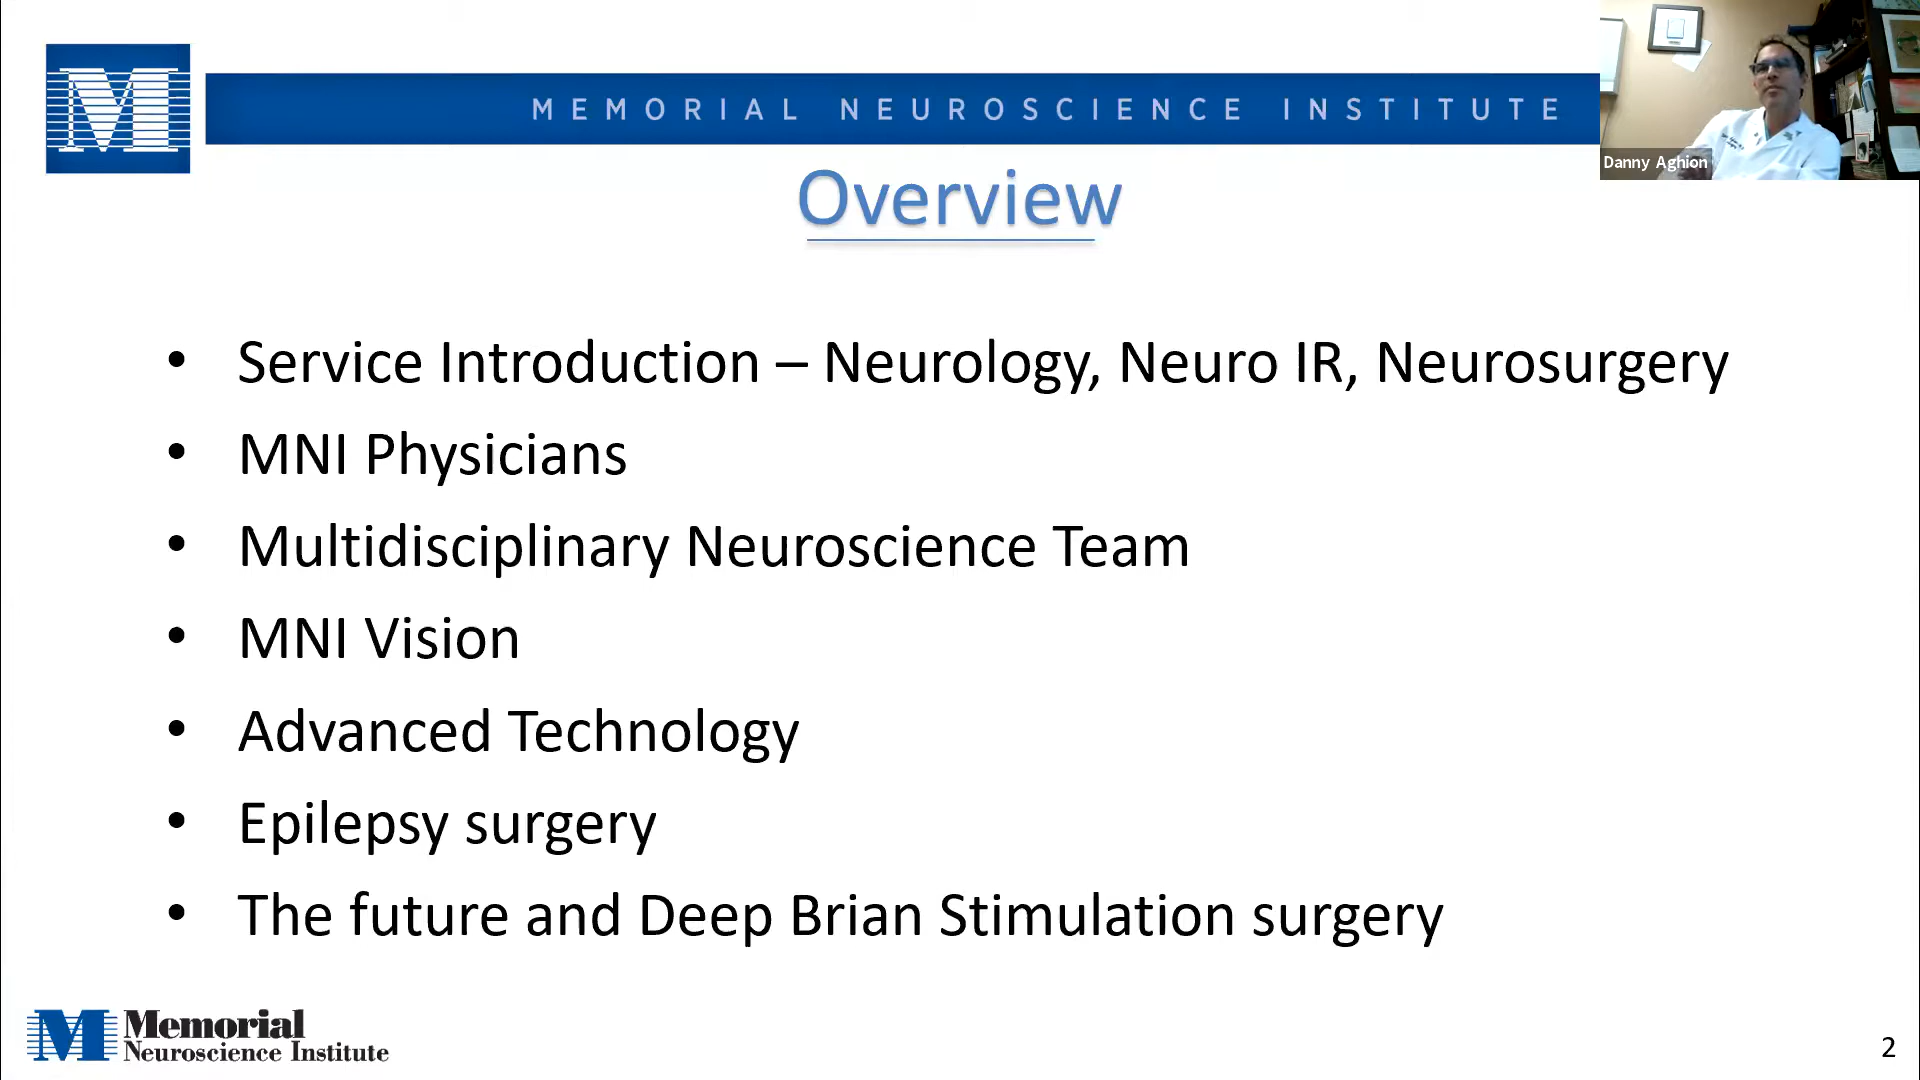 MEMORIAL NEUROSCIENCE INSTITUTE
Danny Aghion
Overview
• Service Introduction – Neurology, Neuro IR, Neurosurgery
• MNI Physicians
• Multidisciplinary Neuroscience Team
• MNI Vision
• Advanced Technology
• Epilepsy surgery
• The future and Deep Brian Stimulation surgery
M Memorial
Neuroscience Institute
2